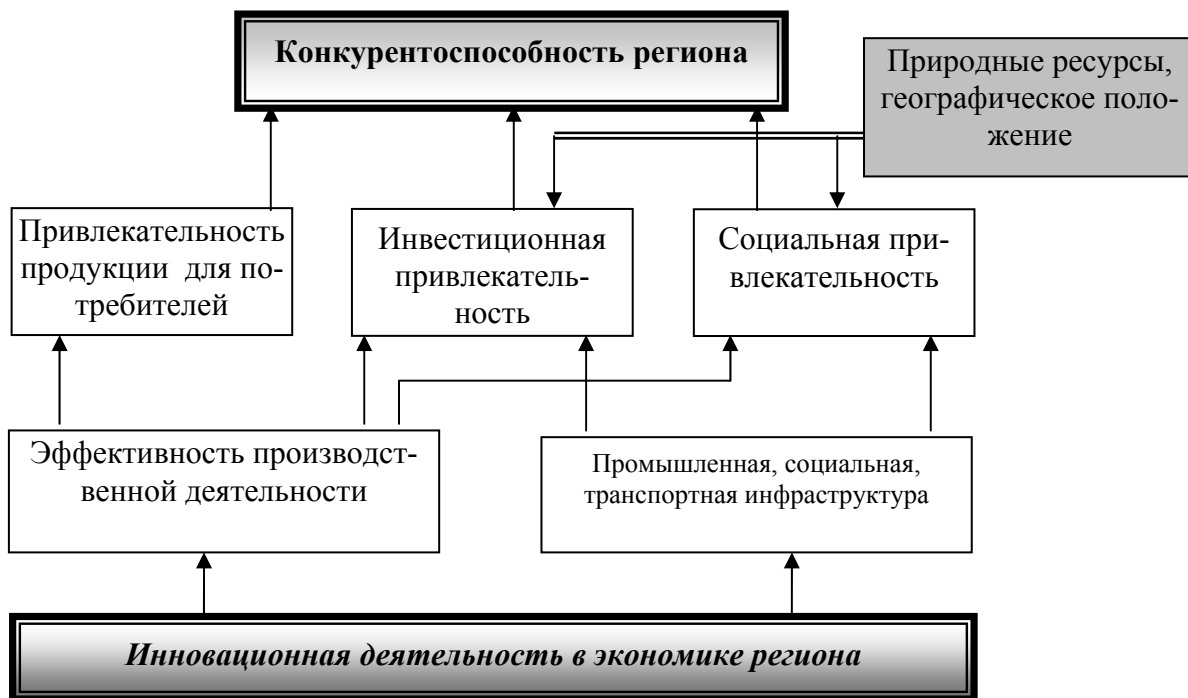 Конкурентоспособность региона
Природные ресурсы,
географическое поло-
жение
Привлекательность
продукции для по-
требителей
Инвестиционная
привлекатель-
ность
Социальная при-
влекательность
Эффективность производст-
венной деятельности
Промышленная, социальная,
транспортная инфраструктура
Инновационная деятельность в экономике региона